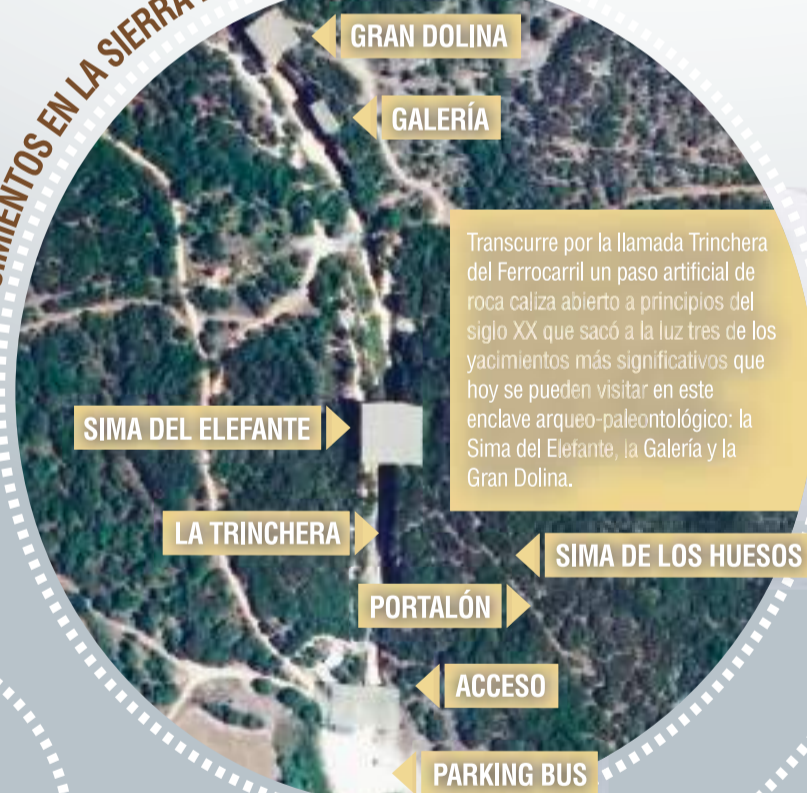 GRAN DOLINA
CIMIENTOS EN LA SIERRA
GALERÍA
Transcurre por la llamada Trinchera
del Ferrocarril un paso artificial de
roca caliza abierto a principios del
siglo XX que sacó a la luz tres de los
yacimientos más significativos que
hoy se pueden visitar en este
enclave arqueo-paleontológico: la
Sima del Elefante, la Galería y la
Gran Dolina.
SIMA DEL ELEFANTE
LA TRINCHERA
SIMA DE LOS HUESOS
PORTALÓN
ACCESO
PARKING BUS